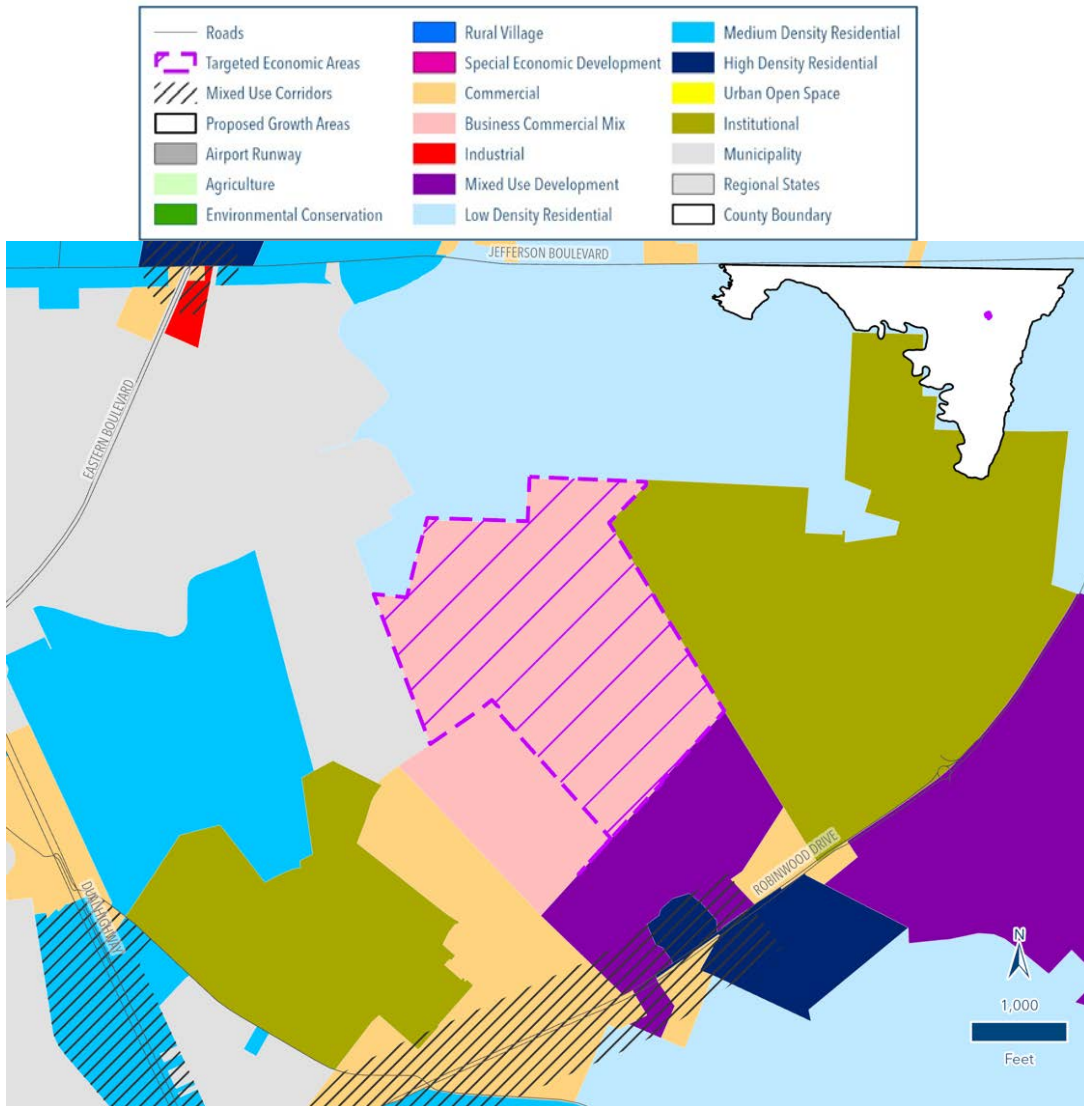 Roads
Targeted Economic Areas
Mixed Use Corridors
Proposed Growth Areas
Airport Runway
Agriculture
Environmental Conservation
Rural Village
Special Economic Development
Commercial
Business Commercial Mix
Industrial
Mixed Use Development
Low Density Residential
Medium Density Residential
High Density Residential
Urban Open Space
Institutional
Municipality
Regional States
County Boundary
JEFFERSON BOULEVARD
EASTERN BOULEVARD
ROBINWOOD DRIVE
HIGHWAY
N
1,000
Feet